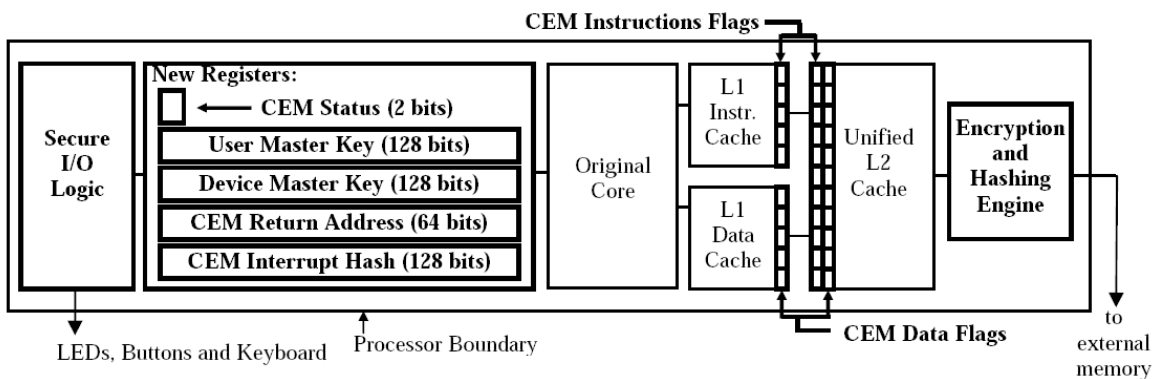 CEM Instructions Flags
New Registers:
CEM Status (2 bits)
User Master Key (128 bits)
Device Master Key (128 bits)
CEM Return Address (64 bits)
CEM Interrupt Hash (128 bits)
Secure
I/O
Logic
Original
Core
L1
Instr.
Cache
L1
Data
Cache
Unified
L2
Cache
Encryption
and
Hashing
Engine
CEM Data Flags
LEDs, Buttons and Keyboard
Processor Boundary
to
external
memory